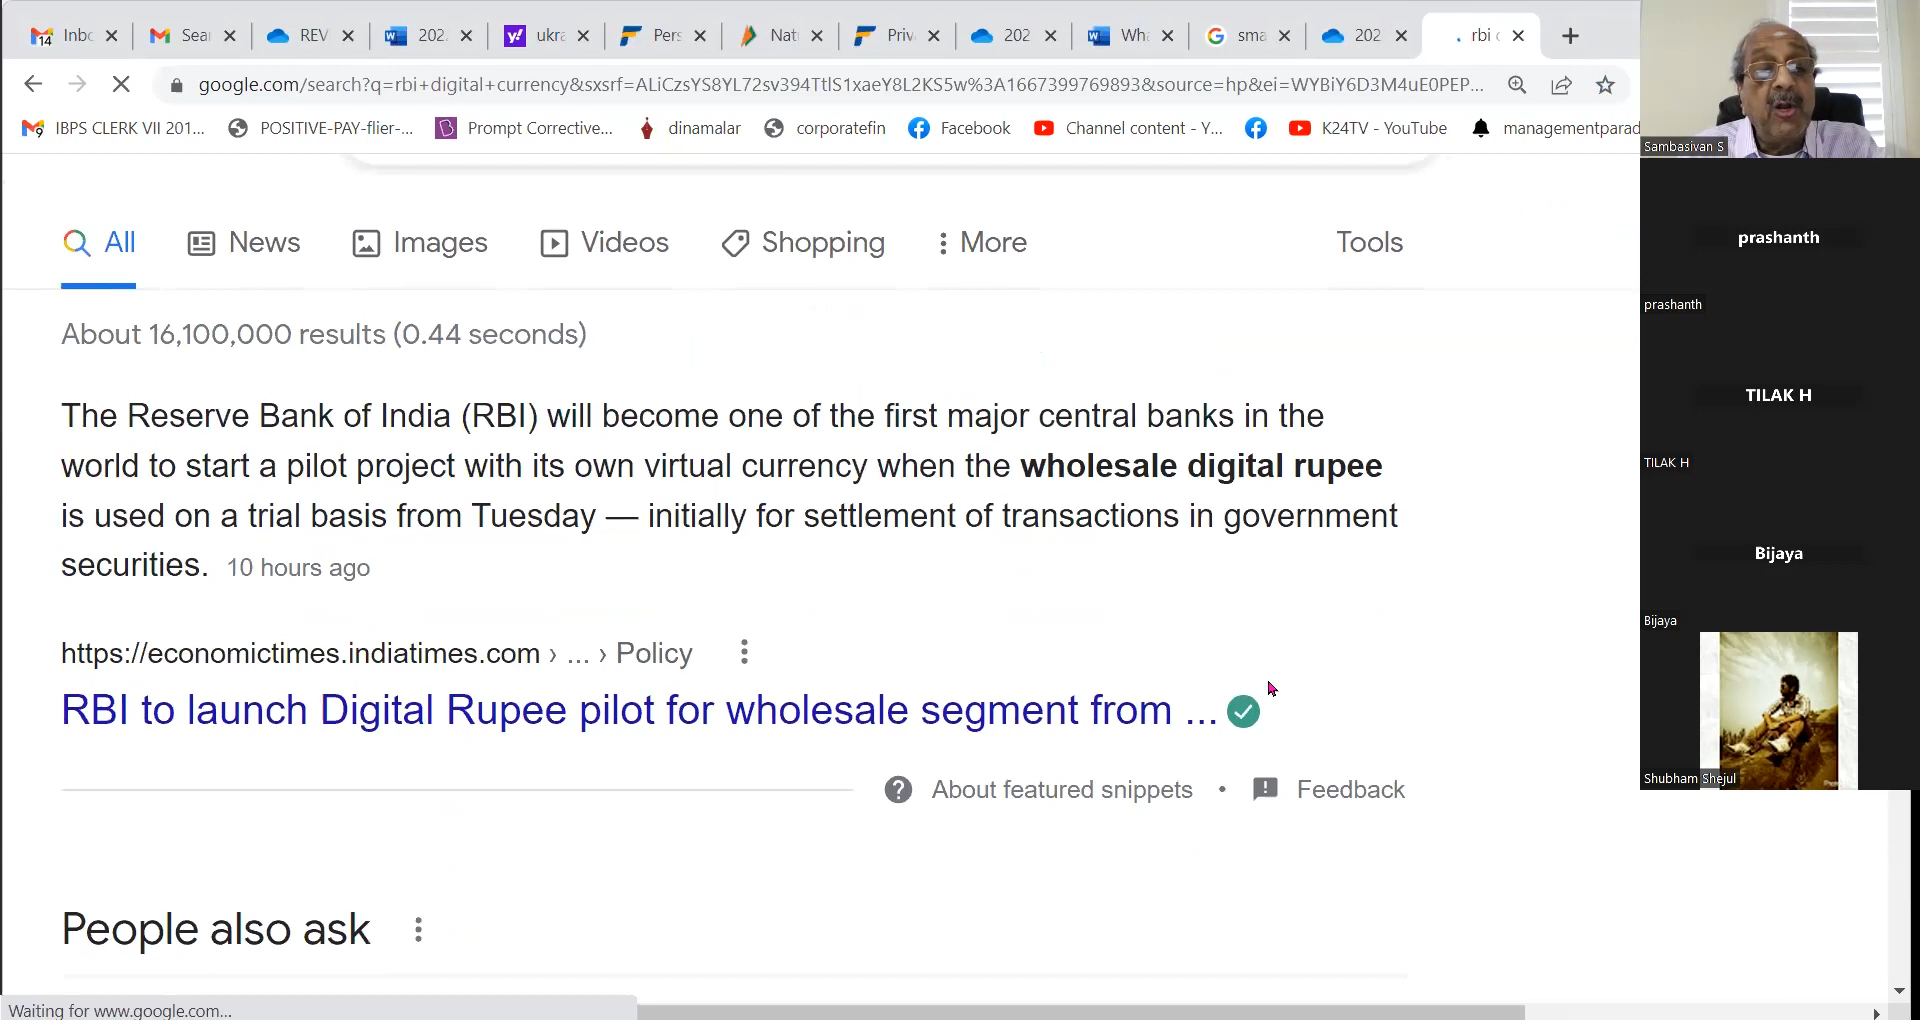 14 Inbc Sear REV 202 ukra Pers Nati Priv 202 Wha sma 202 rbi c
google.com/search?q=rbi+digital+currency&sxsrf=ALiCzsYS8YL72sv394TtlS1xaeY8L2KS5w%3A1667399769893&source=hp&ei=WYBiY6D3M4uE0PEP...
IBPS CLERK VII 201... POSITIVE-PAY-flier-... Prompt Corrective... dinamalar corporatefin Facebook Channel content - Y... K24TV - YouTube managementparad
All News Images Videos Shopping More Tools
About 16,100,000 results (0.44 seconds)
The Reserve Bank of India (RBI) will become one of the first major central banks in the
world to start a pilot project with its own virtual currency when the wholesale digital rupee
is used on a trial basis from Tuesday — initially for settlement of transactions in government
securities. 10 hours ago
https://economictimes.indiatimes.com › ... › Policy
RBI to launch Digital Rupee pilot for wholesale segment from ...
About featured snippets • Feedback
People also ask
Waiting for www.google.com...
Sambasivan S
prashanth
prashanth
TILAK H
TILAK H
Bijaya
Bijaya
Shubham Shejul